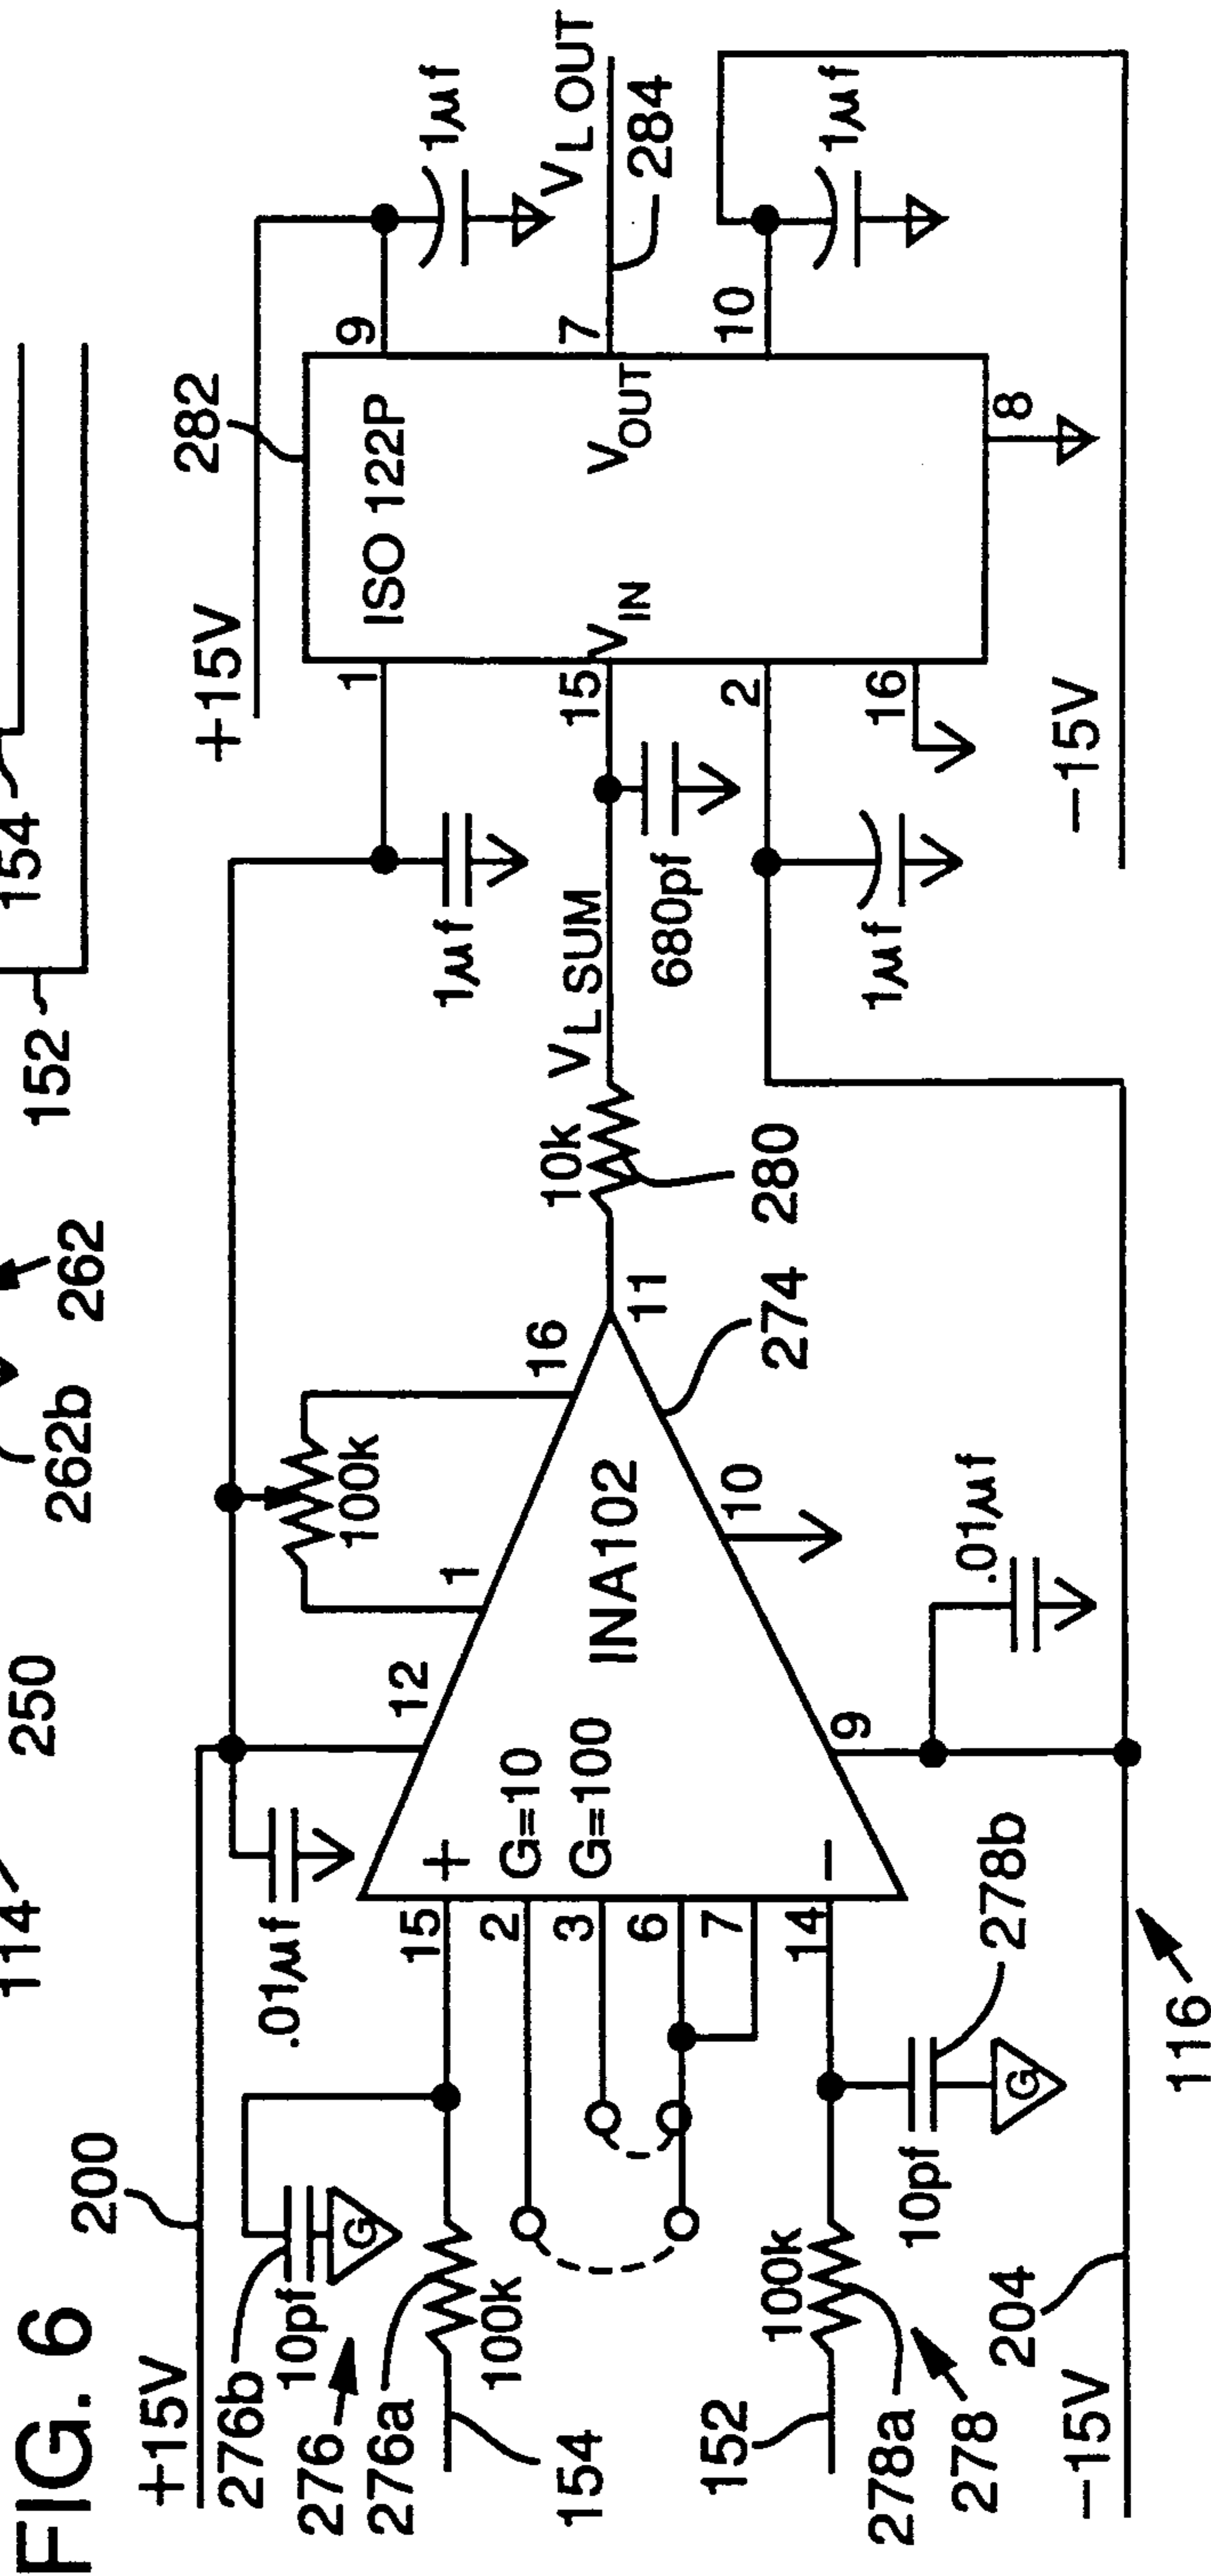 114
250
262b
262
152
154
FIG. 6
+15V
200
276b
10pf
G
276
276a
100k
154
152
100k
278a
278
10pf
G
278b
204
-15V
116
.01µf
15
+
2
G=10
3
G=100
6
7
14
−
12
1
100k
16
INA102
11
10
9
.01µf
274
10k
280
V L SUM
680pf
1µf
1µf
+15V
282
ISO 122P
1
15
VIN
2
16
9
7
VOUT
10
8
1µf
V L OUT
284
1µf
-15V